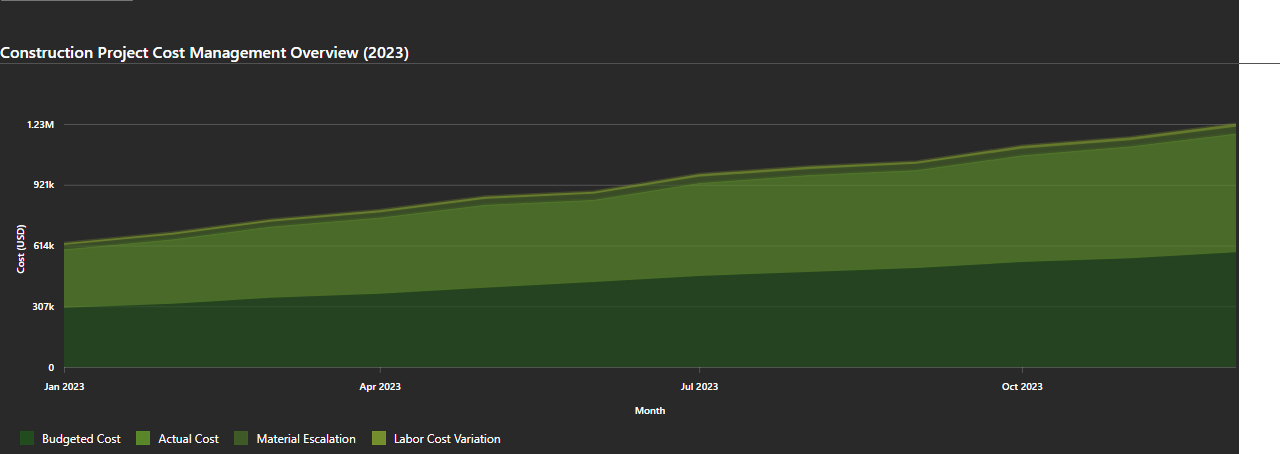 Construction Project Cost Management Overview (2023)
1.23M
921k
614k
307k
0
Cost (USD)
Jan 2023
Apr 2023
Jul 2023
Oct 2023
Month
Budgeted Cost
Actual Cost
Material Escalation
Labor Cost Variation